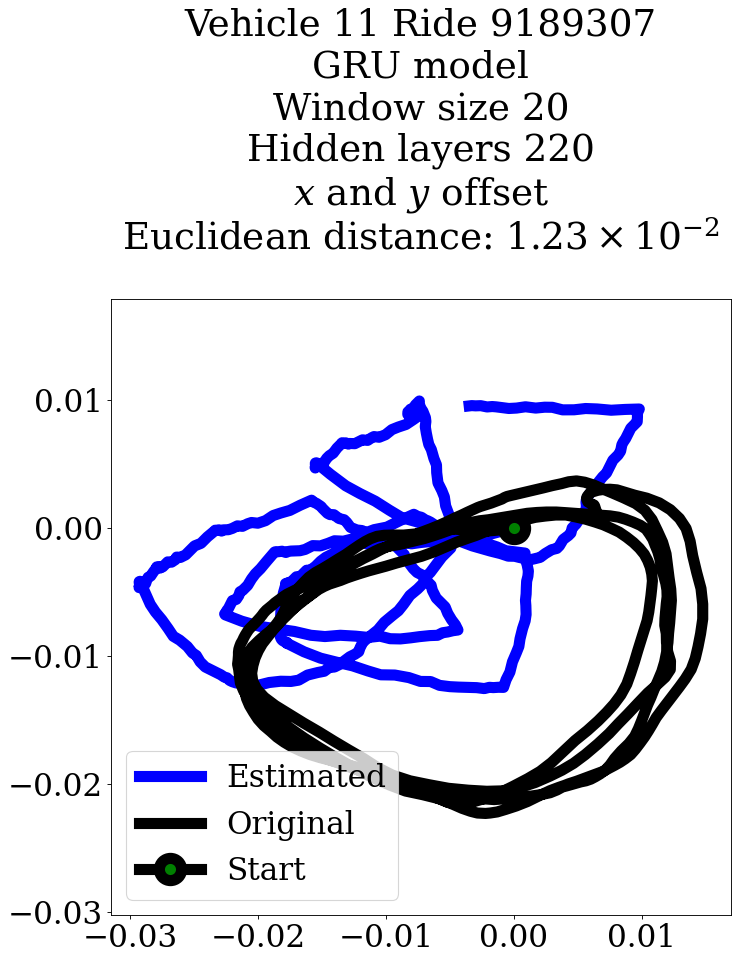 Vehicle 11 Ride 9189307
GRU model
Window size 20
Hidden layers 220
x and y offset
Euclidean distance: 1.23 × 10⁻²
0.01
0.00
−0.01
−0.02
−0.03
Estimated
Original
Start
−0.03 −0.02 −0.01 0.00 0.01